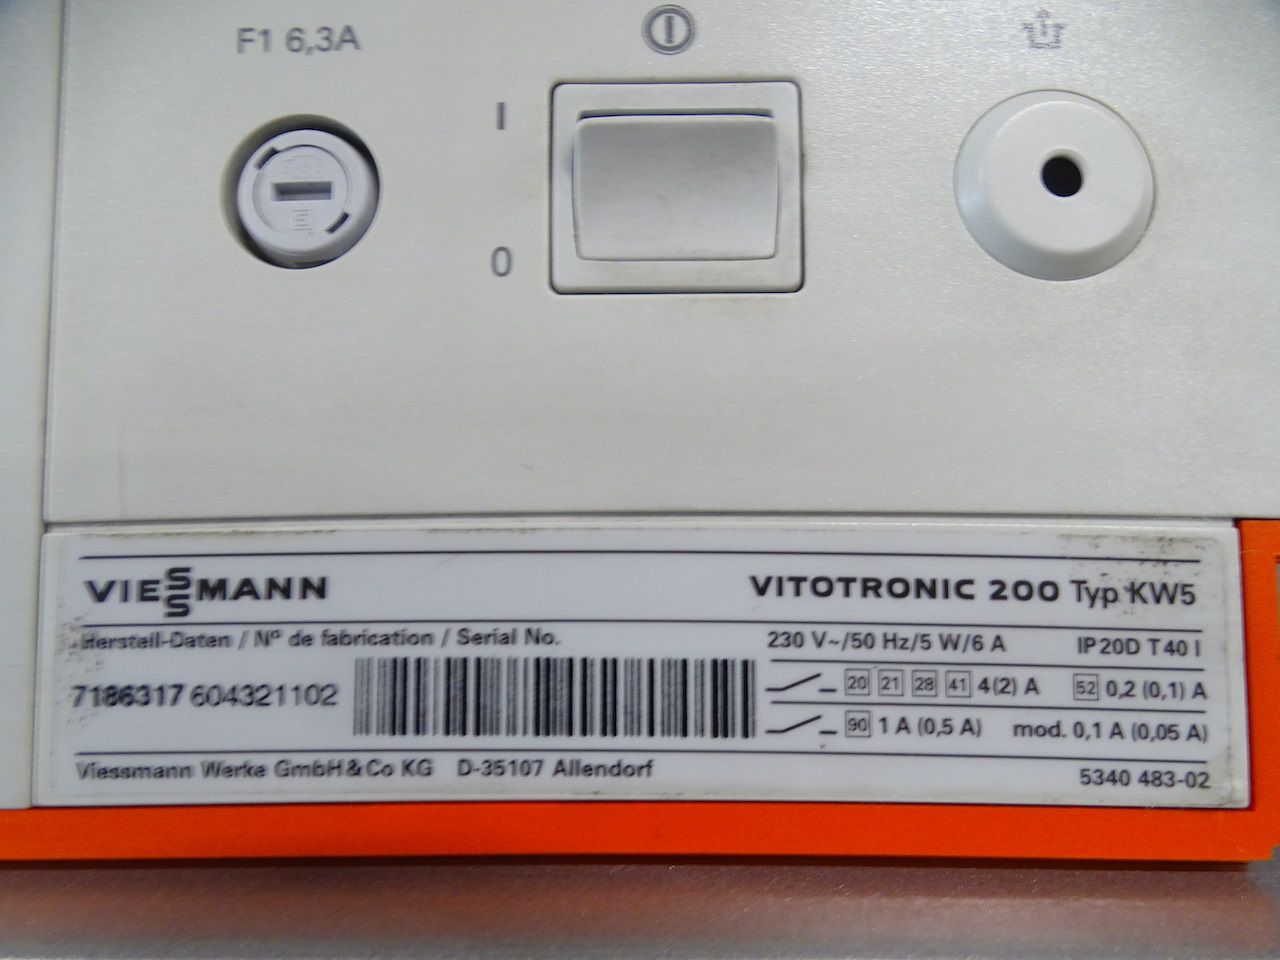 F1 6,3A
I
0
VIESSMANN
VITOTRONIC 200 Typ KW5
Herstell-Daten / Nº de fabrication / Serial No.
230 V~/50 Hz/5 W/6 A IP20D T40 I
7186317 604321102
20 21 28 41 4(2) A 52 0,2 (0,1) A
90 1 A (0,5 A) mod. 0,1 A (0,05 A)
Viessmann Werke GmbH & Co KG D-35107 Allendorf
5340 483-02